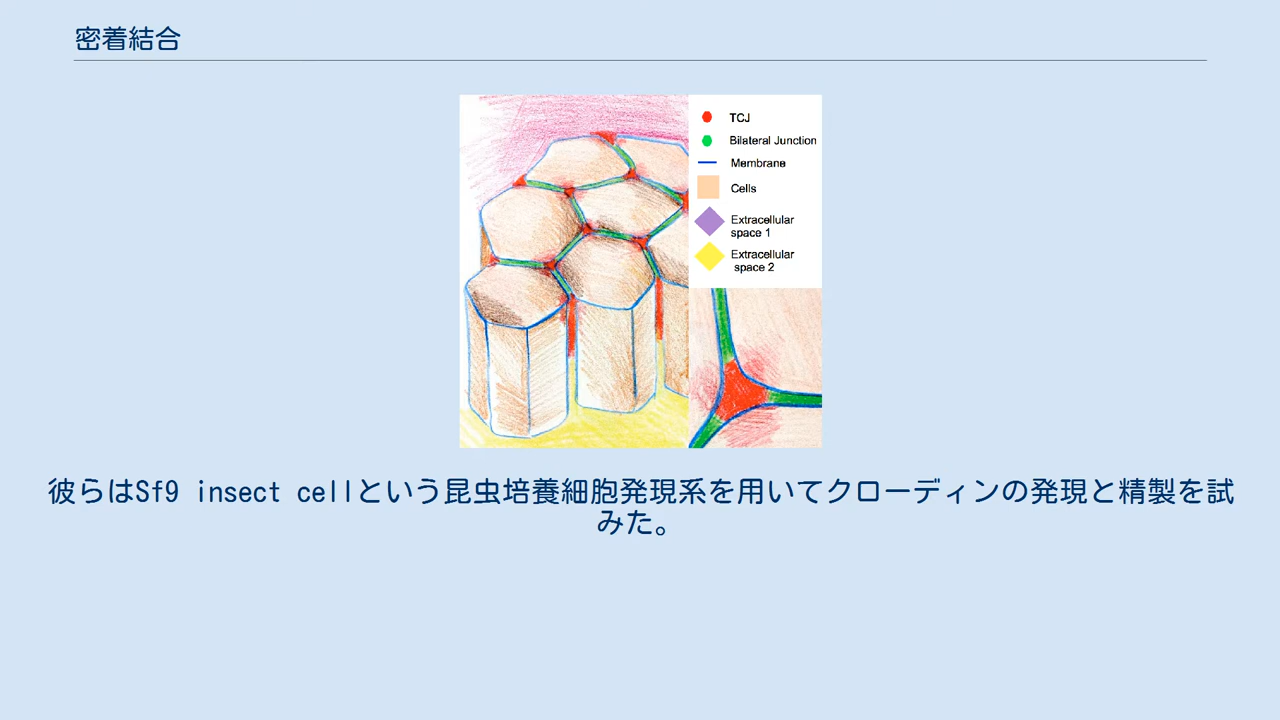 密着結合
TCJ
Bilateral Junction
Membrane
Cells
Extracellular
space 1
Extracellular
space 2
彼らはSf9 insect cellという昆虫培養細胞発現系を用いてクローディンの発現と精製を試
みた。